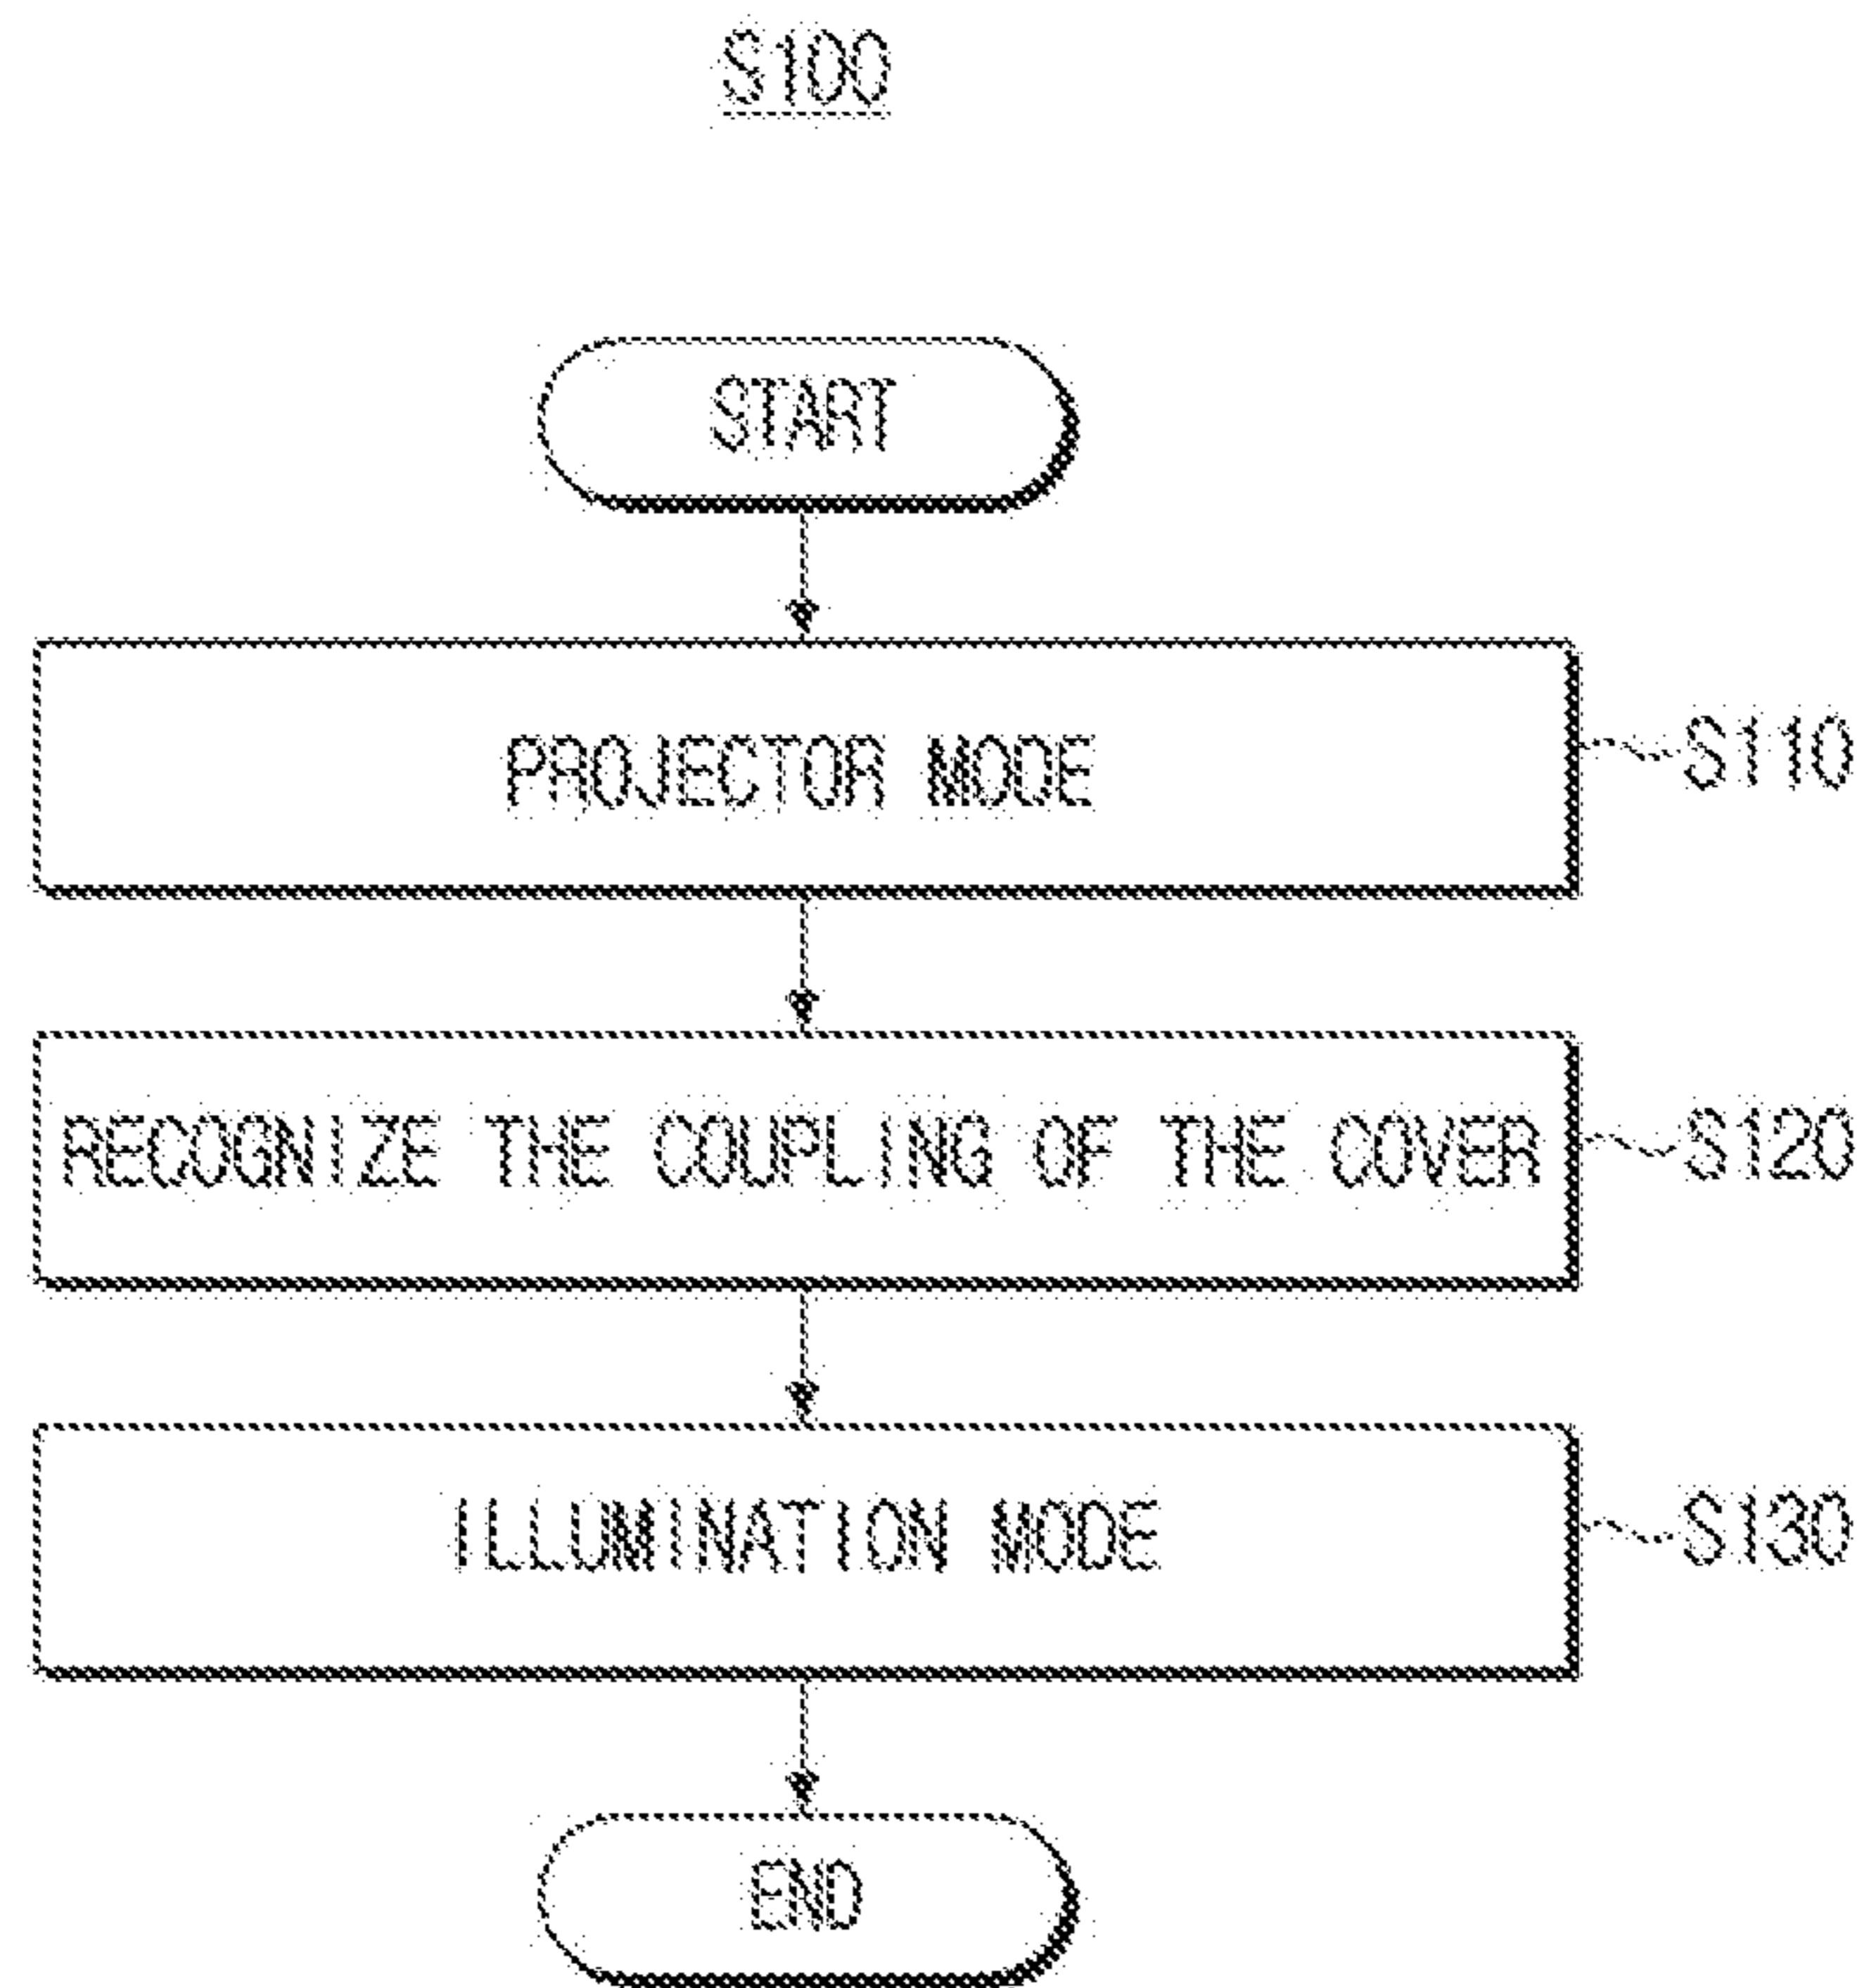 S100
START
PROJECTOR MODE
S110
RECOGNIZE THE COUPLING OF THE COVER
S120
ILLUMINATION MODE
S130
END